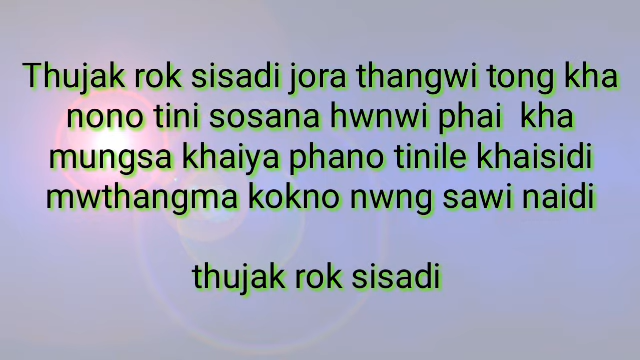 Thujak rok sisadi jora thangwi tong kha
nono tini sosana hwnwi phai kha
mungsa khaiya phano tinile khaisidi
mwthangma kokno nwng sawi naidi
thujak rok sisadi